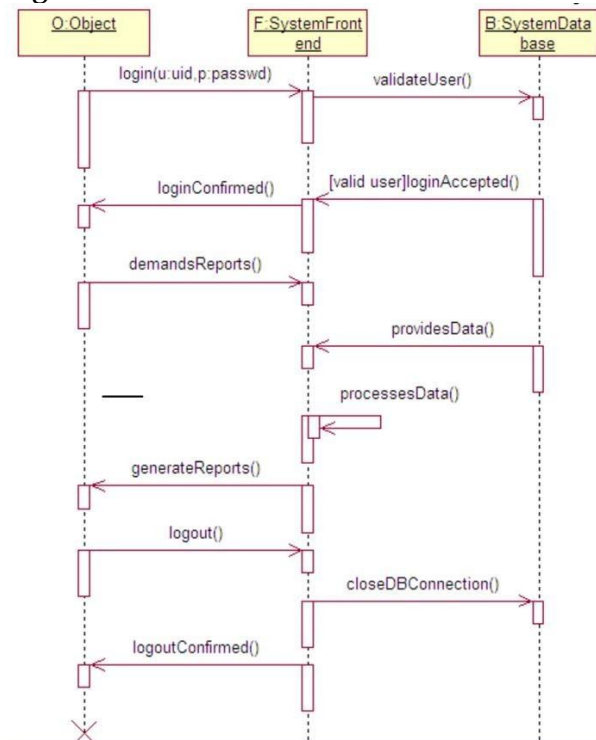 O:Object
F:SystemFront
end
B:SystemData
base
login(u:uid,p:passwd)
validateUser()
[valid user]loginAccepted()
loginConfirmed()
demandsReports()
providesData()
processesData()
generateReports()
logout()
closeDBConnection()
logoutConfirmed()